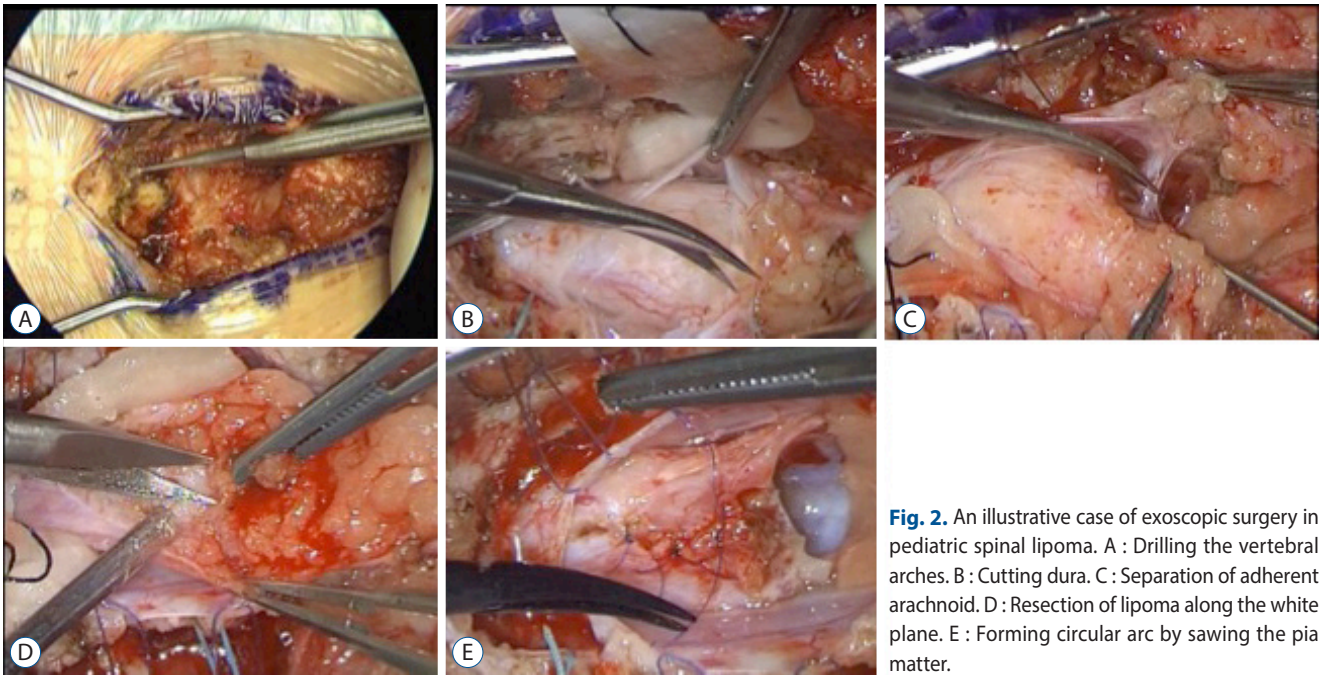 A
B
C
D
E
Fig. 2. An illustrative case of exoscopic surgery in
pediatric spinal lipoma. A : Drilling the vertebral
arches. B : Cutting dura. C : Separation of adherent
arachnoid. D : Resection of lipoma along the white
plane. E : Forming circular arc by sawing the pia
matter.